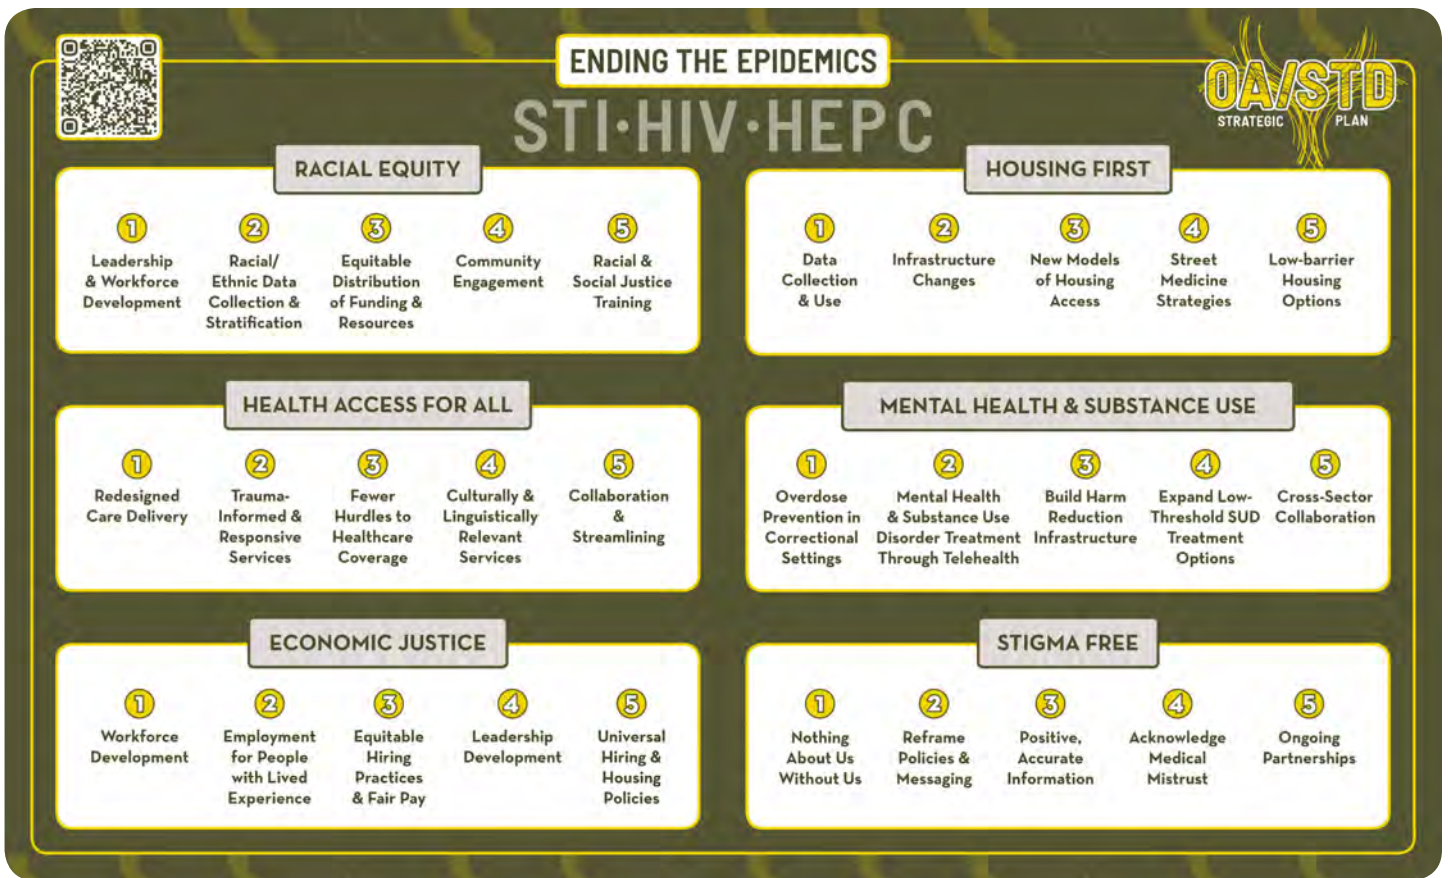 ENDING THE EPIDEMICS
STI·HIV·HEPC
OA/STD
STRATEGIC PLAN
RACIAL EQUITY
1
Leadership
& Workforce
Development
2
Racial/
Ethnic Data
Collection &
Stratification
3
Equitable
Distribution
of Funding &
Resources
4
Community
Engagement
5
Racial &
Social Justice
Training
HOUSING FIRST
1
Data
Collection
& Use
2
Infrastructure
Changes
3
New Models
of Housing
Access
4
Street
Medicine
Strategies
5
Low-barrier
Housing
Options
HEALTH ACCESS FOR ALL
1
Redesigned
Care Delivery
2
Trauma-
Informed &
Responsive
Services
3
Fewer
Hurdles to
Healthcare
Coverage
4
Culturally &
Linguistically
Relevant
Services
5
Collaboration
&
Streamlining
MENTAL HEALTH & SUBSTANCE USE
1
Overdose
Prevention in
Correctional
Settings
2
Mental Health
& Substance Use
Disorder Treatment
Through Telehealth
3
Build Harm
Reduction
Infrastructure
4
Expand Low-
Threshold SUD
Treatment
Options
5
Cross-Sector
Collaboration
ECONOMIC JUSTICE
1
Workforce
Development
2
Employment
for People
with Lived
Experience
3
Equitable
Hiring
Practices
& Fair Pay
4
Leadership
Development
5
Universal
Hiring &
Housing
Policies
STIGMA FREE
1
Nothing
About Us
Without Us
2
Reframe
Policies &
Messaging
3
Positive,
Accurate
Information
4
Acknowledge
Medical
Mistrust
5
Ongoing
Partnerships